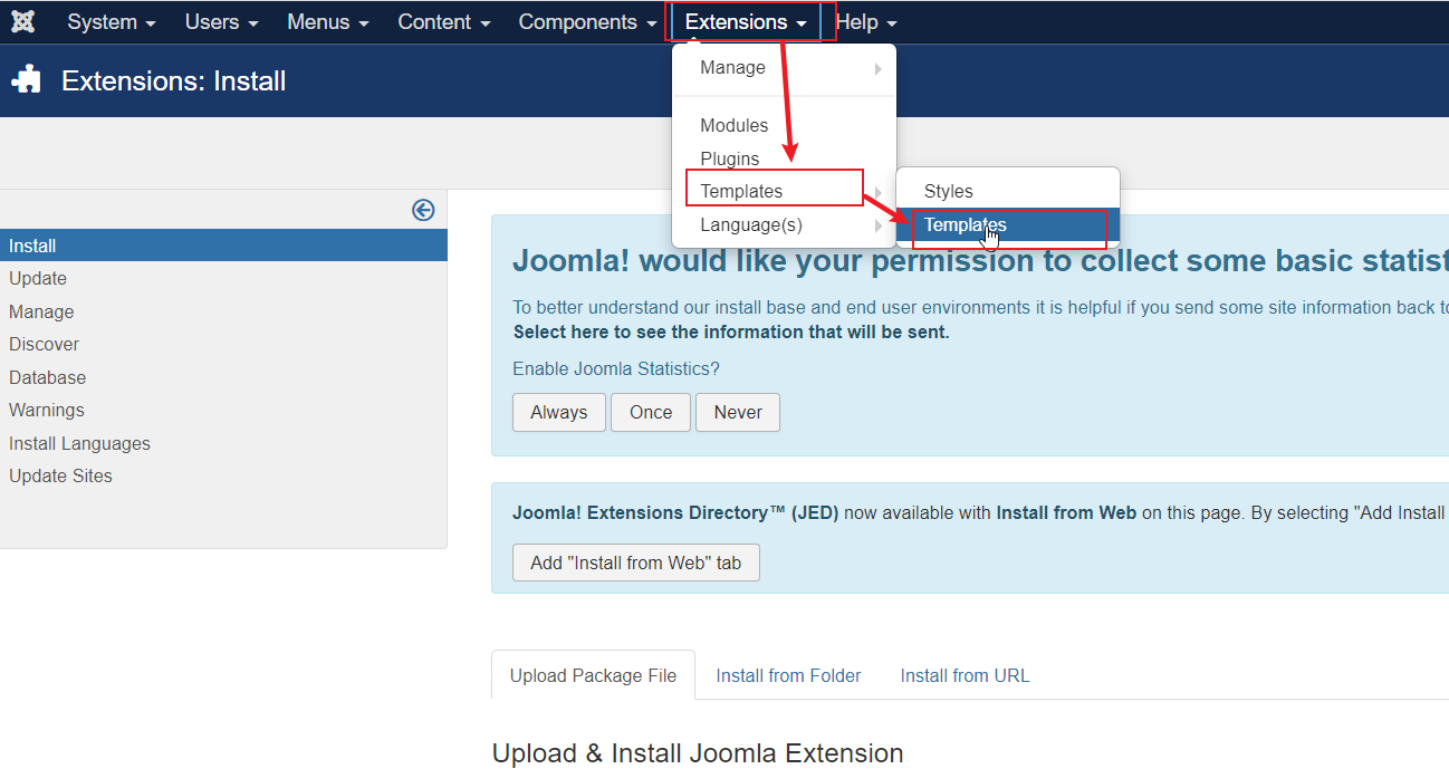 System Users Menus Content Components Extensions Help
Extensions: Install
Manage
Modules
Plugins
Templates
Language(s)
Styles
Templates
Install
Update
Manage
Discover
Database
Warnings
Install Languages
Update Sites
Joomla! would like your permission to collect some basic
To better understand our install base and end user environments it is helpful if you send some site information back
Select here to see the information that will be sent.
Enable Joomla Statistics?
Always Once Never
Joomla! Extensions Directory™ (JED) now available with Install from Web on this page. By selecting "Add Install
Add "Install from Web" tab
Upload Package File Install from Folder Install from URL
Upload & Install Joomla Extension